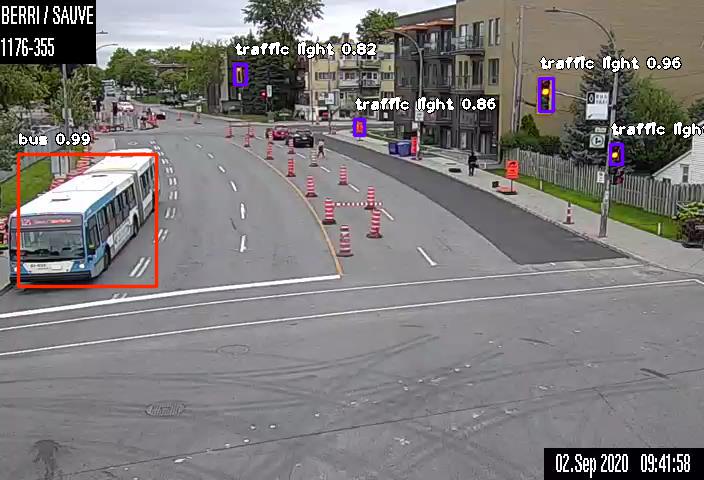 BERRI / SAUVE
1176-355
traffic light 0.82
traffic light 0.96
traffic light 0.86
traffic light
bus 0.99
02.Sep 2020 09:41:58